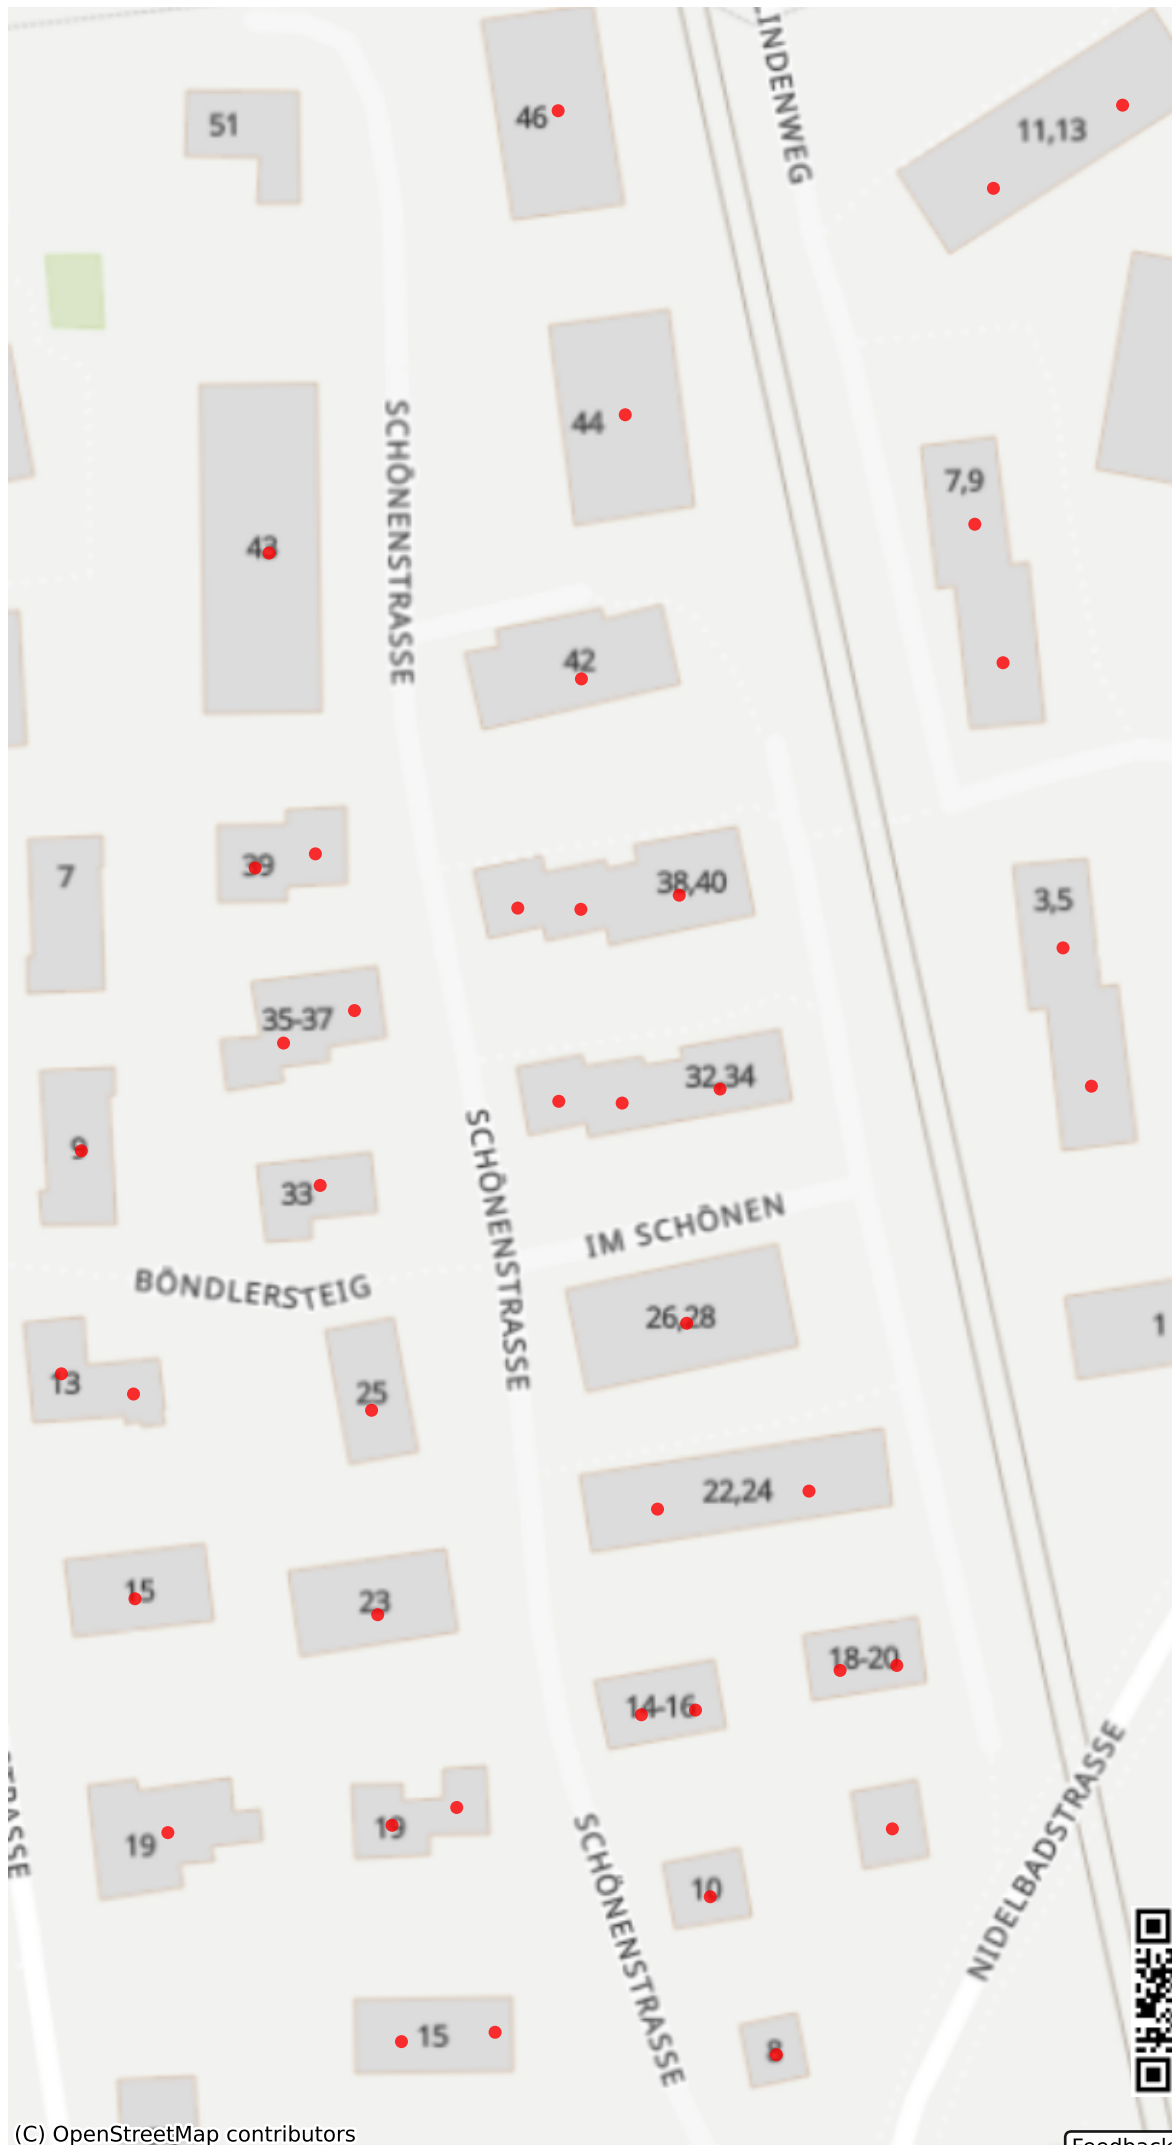 LINDENWEG
51
46
11,13
SCHÖNENSTRASSE
44
7,9
43
42
7
39
38,40
3,5
35-37
32,34
9
33
SCHÖNENSTRASSE
IM SCHÖNEN
BÖNDLERSTEIG
26,28
1
13
25
22,24
15
23
18-20
14-16
STRASSE
19
19
SCHÖNENSTRASSE
10
NIDELBADSTRASSE
15
8
(C) OpenStreetMap contributors
Feedback